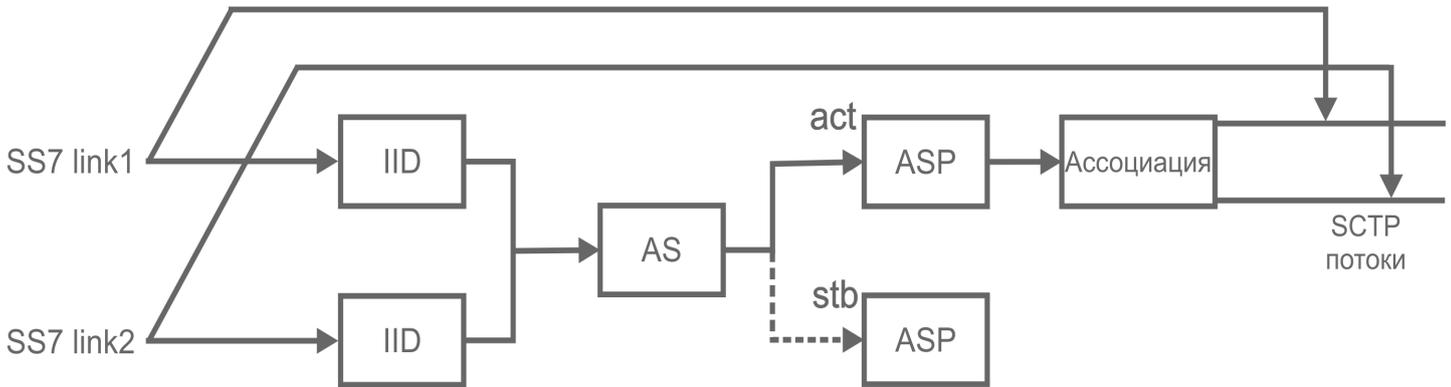 act
SS7 link1
IID
ASP
Ассоциация
AS
SCTP
потоки
stb
SS7 link2
IID
ASP